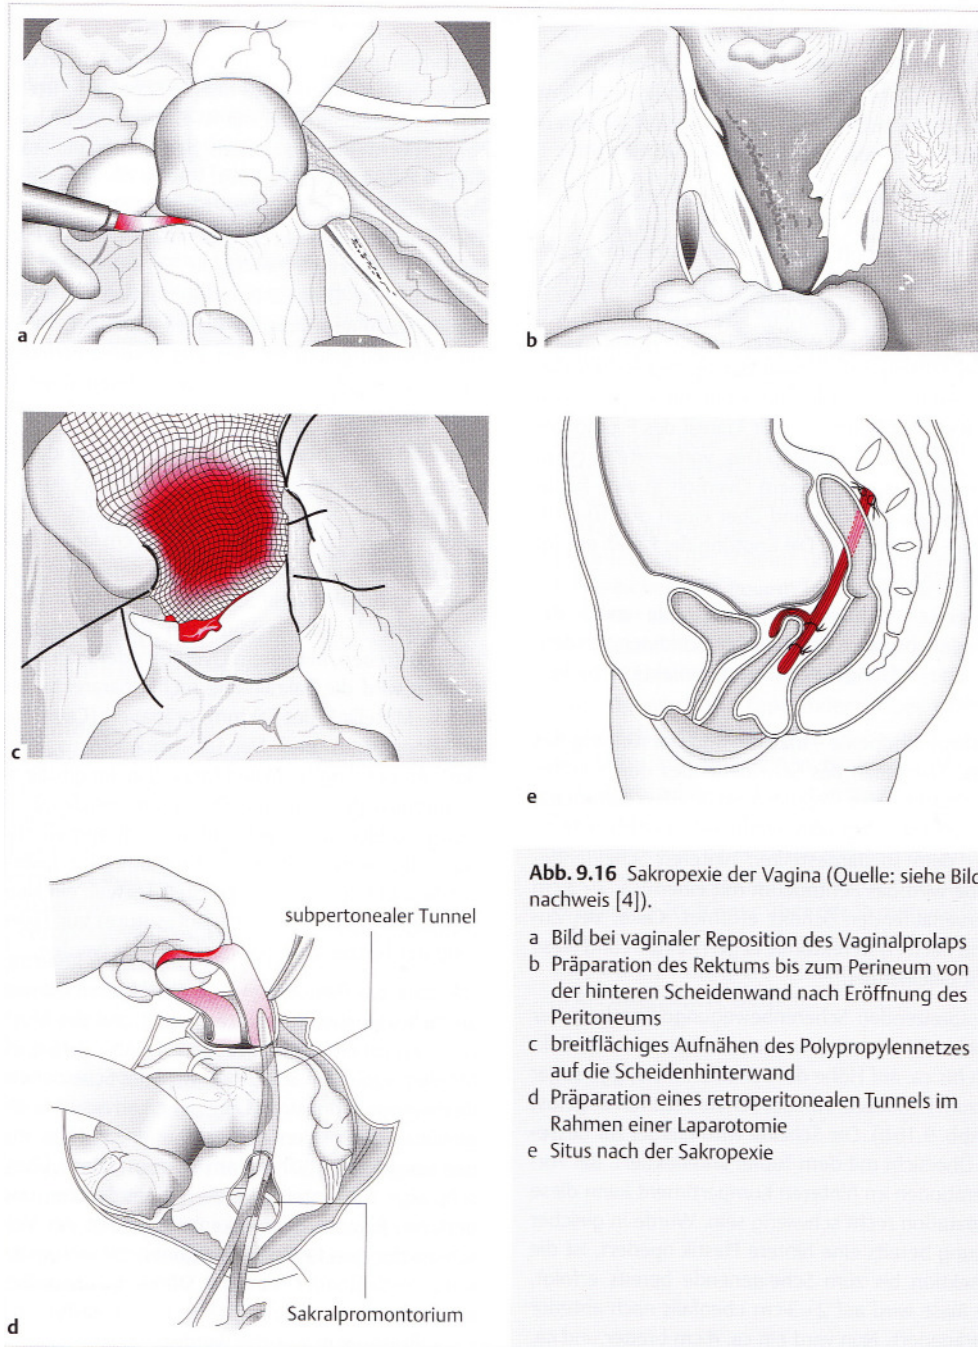 a
b
c
e
subpertonealer Tunnel
Sakralpromontorium
d
Abb. 9.16 Sakropexie der Vagina (Quelle: siehe Bild
nachweis [4]).
a Bild bei vaginaler Reposition des Vaginalprolaps
b Präparation des Rektums bis zum Perineum von
der hinteren Scheidenwand nach Eröffnung des
Peritoneums
c breitflächiges Aufnähen des Polypropylennetzes
auf die Scheidenhinterwand
d Präparation eines retroperitonealen Tunnels im
Rahmen einer Laparotomie
e Situs nach der Sakropexie